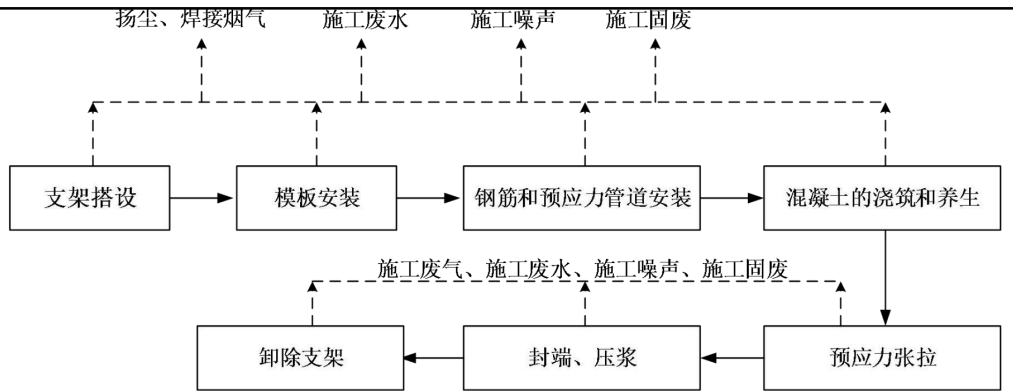 扬尘、焊接烟气 施工废水 施工噪声 施工固废
支架搭设 模板安装 钢筋和预应力管道安装 混凝土的浇筑和养生
施工废气、施工废水、施工噪声、施工固废
卸除支架 封端、压浆 预应力张拉